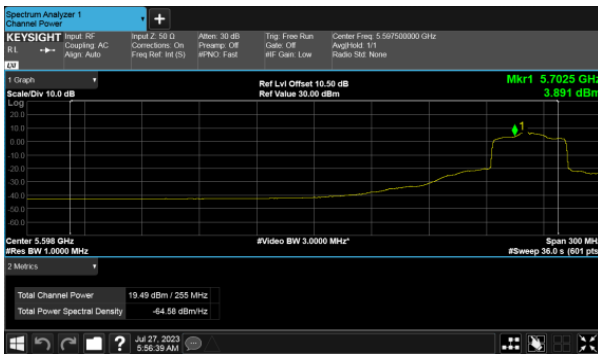 Spectrum Analyzer 1
Channel Power
+
KEYSIGHT Input: RF Input Z: 50 Ω Atten: 30 dB Trig: Free Run Center Freq: 5.597500000 GHz
RL Coupling: AC Corrections: On Preamp: Off Gate: Off Avg|Hold: 1/1
Align: Auto Freq Ref: Int (S) #PNO: Fast #IF Gain: Low Radio Std: None
LXI
1 Graph Ref Lvl Offset 10.50 dB Mkr1 5.7025 GHz
Scale/Div 10.0 dB Ref Value 30.00 dBm 3.891 dBm
Log
20.0
10.0
0.00
-10.0
-20.0
-30.0
-40.0
-50.0
-60.0
1
Center 5.598 GHz #Video BW 3.0000 MHz* Span 300 MHz
#Res BW 1.0000 MHz #Sweep 36.0 s (601 pts)
2 Metrics
Total Channel Power 19.49 dBm / 255 MHz
Total Power Spectral Density -64.58 dBm/Hz
? Jul 27, 2023
5:56:39 AM